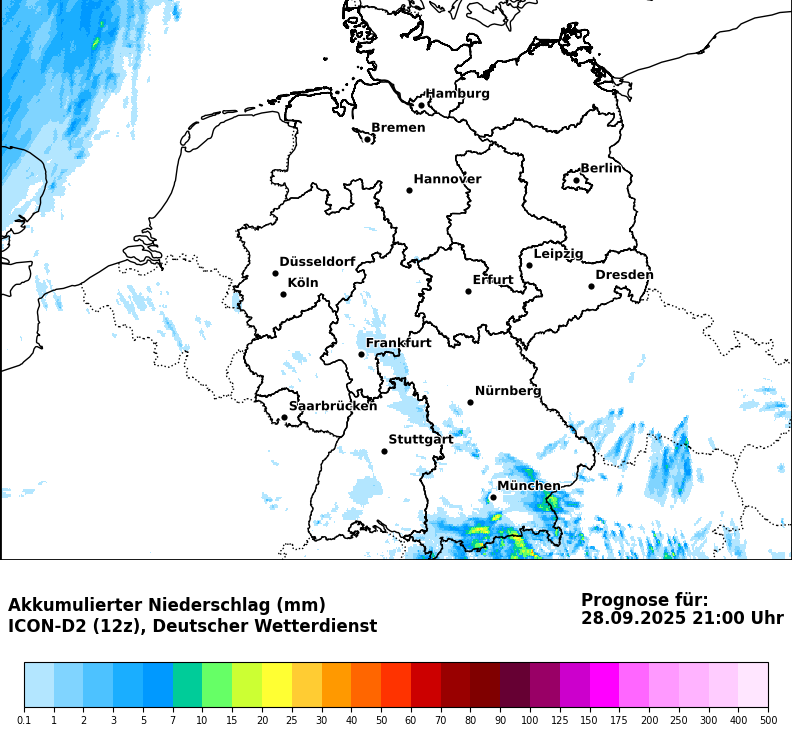 Hamburg
Bremen
Berlin
Hannover
Leipzig
Düsseldorf
Dresden
Köln
Erfurt
Frankfurt
Nürnberg
Saarbrücken
Stuttgart
München
Akkumulierter Niederschlag (mm)
ICON-D2 (12z), Deutscher Wetterdienst
Prognose für:
28.09.2025 21:00 Uhr
0.1 1 2 3 5 7 10 15 20 25 30 40 50 60 70 80 90 100 125 150 175 200 250 300 400 500